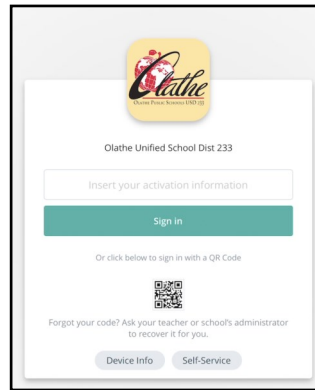 Olathe
OLATHE PUBLIC SCHOOLS USD 233
Olathe Unified School Dist 233
Insert your activation information
Sign in
Or click below to sign in with a QR Code
Forgot your code? Ask your teacher or school's administrator
to recover it for you.
Device Info Self-Service